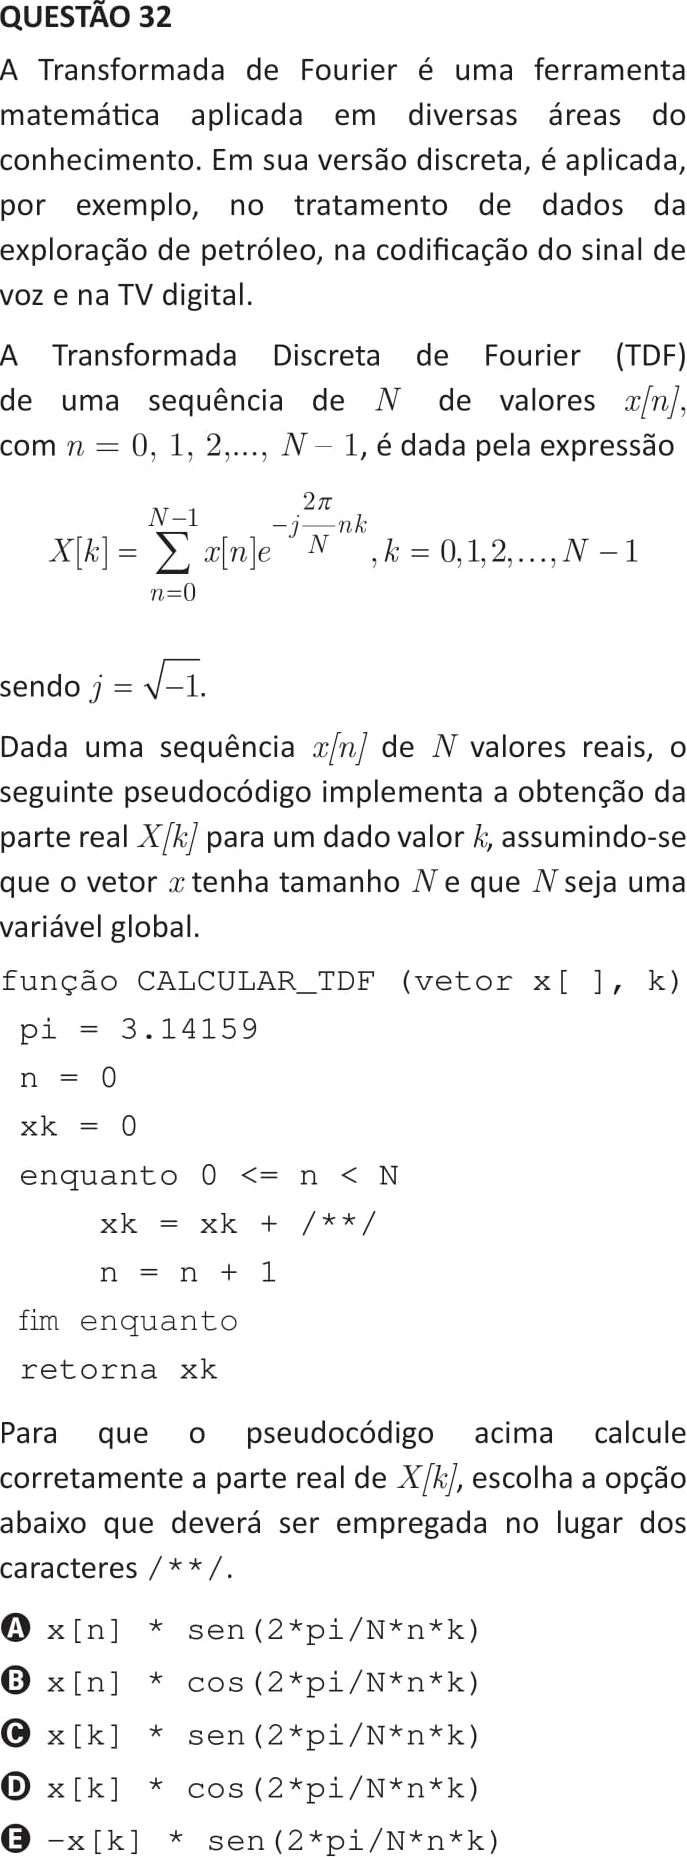 QUESTÃO 32
A Transformada de Fourier é uma ferramenta
matemática aplicada em diversas áreas do
conhecimento. Em sua versão discreta, é aplicada,
por exemplo, no tratamento de dados da
exploração de petróleo, na codificação do sinal de
voz e na TV digital.
A Transformada Discreta de Fourier (TDF)
de uma sequência de N de valores x[n],
com n = 0, 1, 2,..., N – 1, é dada pela expressão
X[k] = \sum_{n=0}^{N-1} x[n]e^{-j\frac{2π}{N}nk}, k = 0,1,2,..., N – 1
sendo j = √−1.
Dada uma sequência x[n] de N valores reais, o
seguinte pseudocódigo implementa a obtenção da
parte real X[k] para um dado valor k, assumindo-se
que o vetor x tenha tamanho N e que N seja uma
variável global.
função CALCULAR_TDF (vetor x[ ], k)
pi = 3.14159
n = 0
xk = 0
enquanto 0 <= n < N
xk = xk + /**/
n = n + 1
fim enquanto
retorna xk
Para que o pseudocódigo acima calcule
corretamente a parte real de X[k], escolha a opção
abaixo que deverá ser empregada no lugar dos
caracteres /**/.
A x[n] * sen(2*pi/N*n*k)
B x[n] * cos(2*pi/N*n*k)
C x[k] * sen(2*pi/N*n*k)
D x[k] * cos(2*pi/N*n*k)
E -x[k] * sen(2*pi/N*n*k)